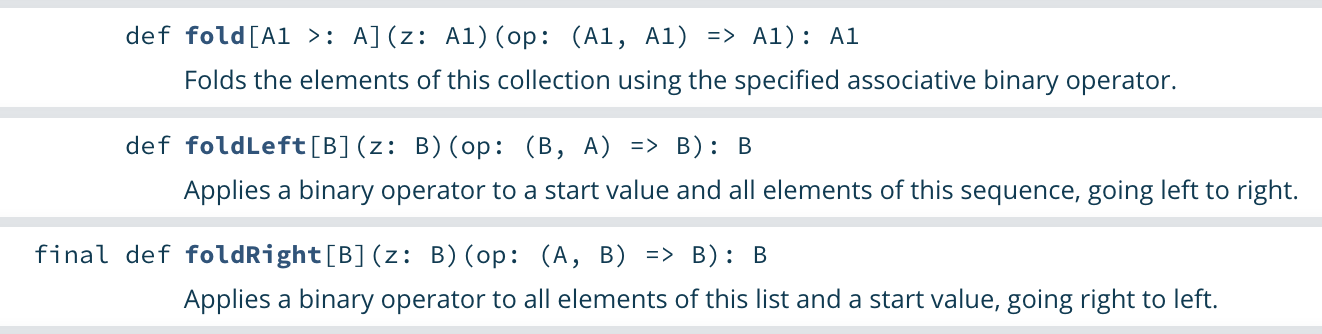 def fold[A1 >: A](z: A1)(op: (A1, A1) => A1): A1
Folds the elements of this collection using the specified associative binary operator.
def foldLeft[B](z: B)(op: (B, A) => B): B
Applies a binary operator to a start value and all elements of this sequence, going left to right.
final def foldRight[B](z: B)(op: (A, B) => B): B
Applies a binary operator to all elements of this list and a start value, going right to left.